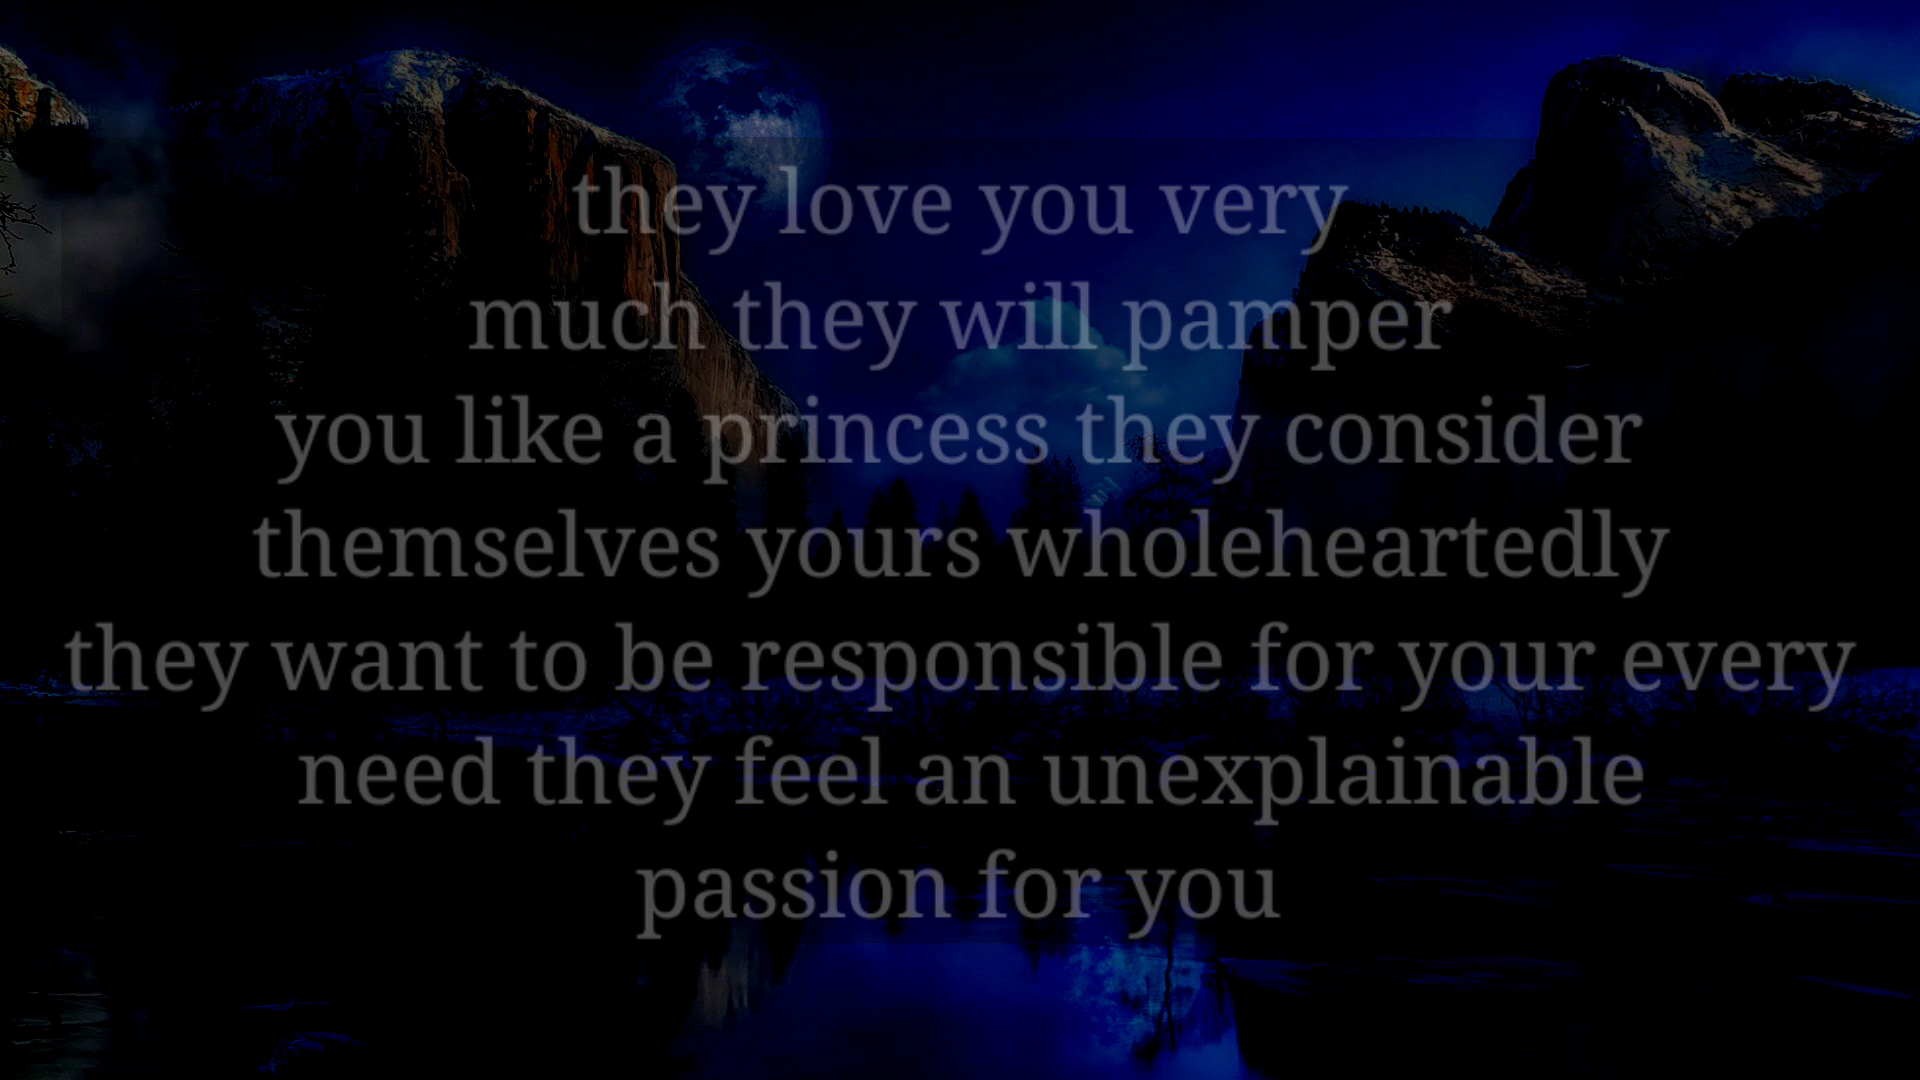 they love you very
much they will pamper
you like a princess they consider
themselves yours wholeheartedly
they want to be responsible for your every
need they feel an unexplainable
passion for you